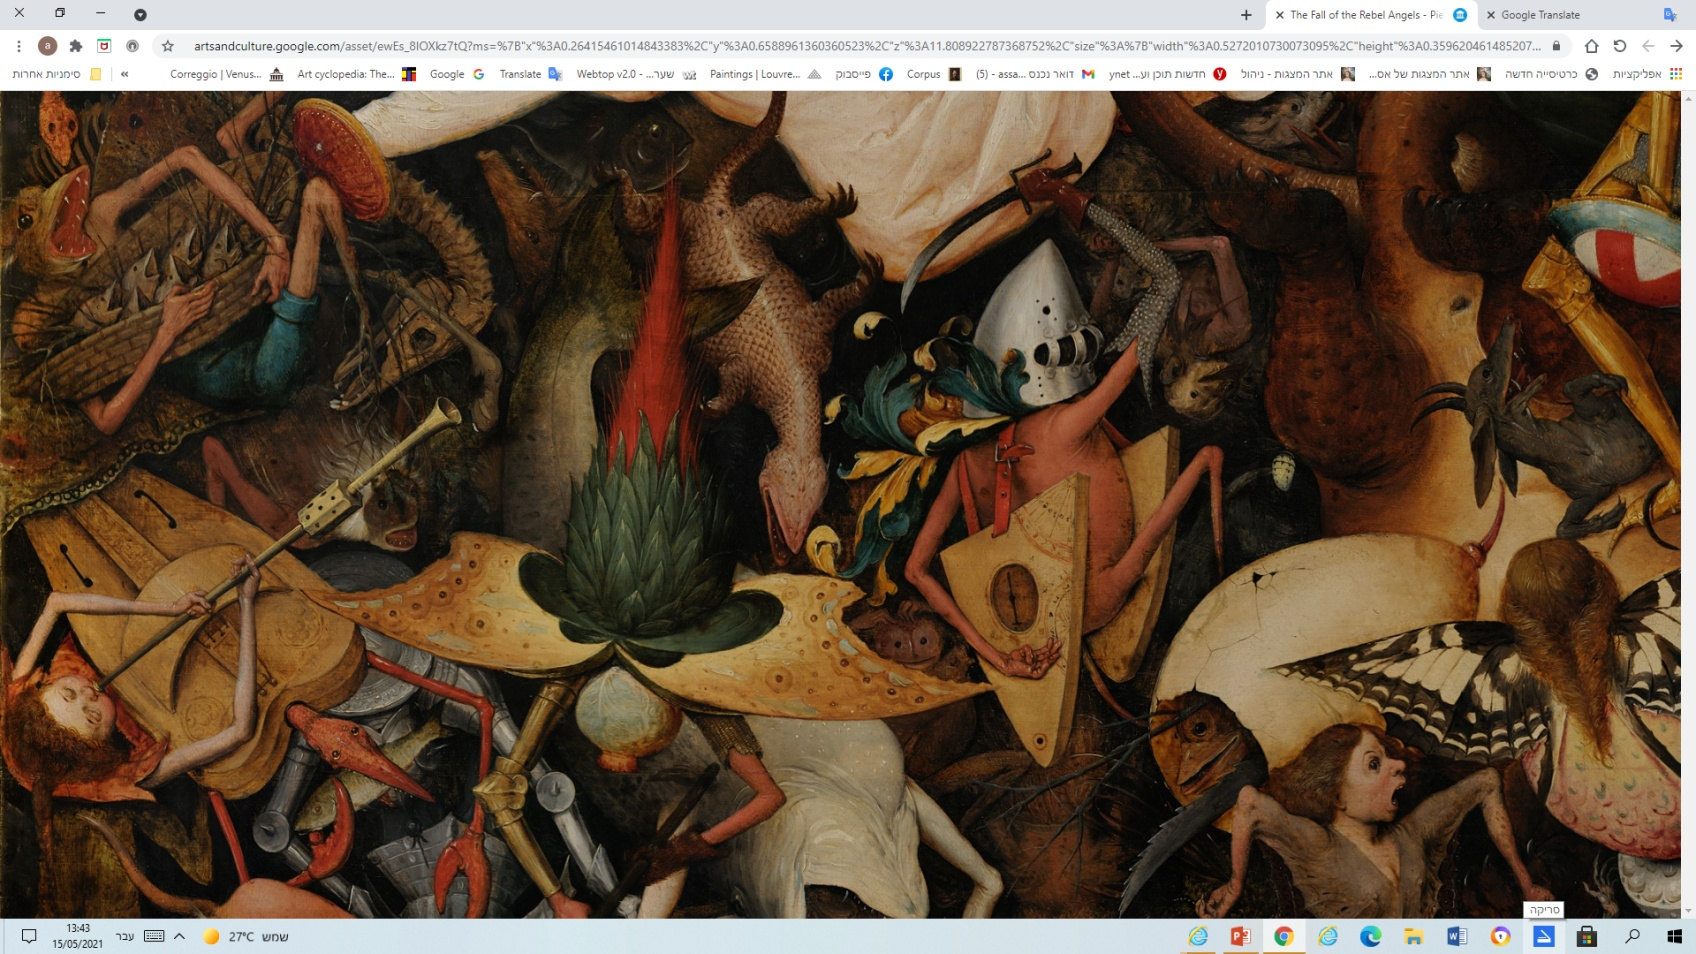 The Fall of the Rebel Angels - Pie
Google Translate
artsandculture.google.com/asset/ewEs_8IOXkz7tQ?ms=%7B"x"%3A0.26415461014843383%2C"y"%3A0.6588961360360523%2C"z"%3A11.808922787368752%2C"size"%3A%7B"width"%3A0.5272010730073095%2C"height"%3A0.359620461485207...
אפליקציות
כרטיסייה חדשה
אתר המצגות של אס...
אתר המצגות - ניהול
ynet חדשות תוכן וע...
דואר נכנס (5) - assa...
Corpus
פייסבוק
Paintings | Louvre...
Webtop v2.0 - שער...
Translate
Google
Art cyclopedia: The...
Correggio | Venus...
»
סימניות אחרות
a
סריקה
13:43
15/05/2021
עבר
27°C שמש